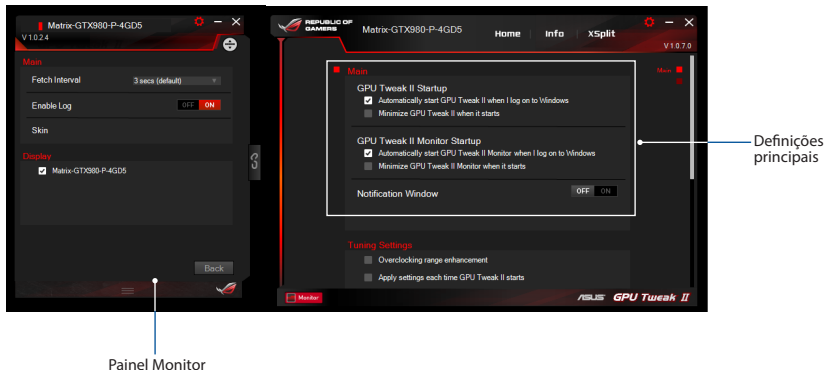 Matrix-GTX980-P-4GD5
V 1.0.2.4
Main
Fetch Interval 3 secs (default)
Enable Log OFF ON
Skin
Display
Matrix-GTX980-P-4GD5
Back
REPUBLIC OF
GAMERS
Matrix-GTX980-P-4GD5 Home Info XSplit
V 1.0.7.0
Main
Main
GPU Tweak II Startup
Automatically start GPU Tweak II when I log on to Windows
Minimize GPU Tweak II when it starts
GPU Tweak II Monitor Startup
Automatically start GPU Tweak II Monitor when I log on to Windows
Minimize GPU Tweak II Monitor when it starts
Notification Window OFF ON
Tuning Settings
Overclocking range enhancement
Apply settings each time GPU Tweak II starts
Monitor
ASUS GPU Tweak II
Definições
principais
Painel Monitor